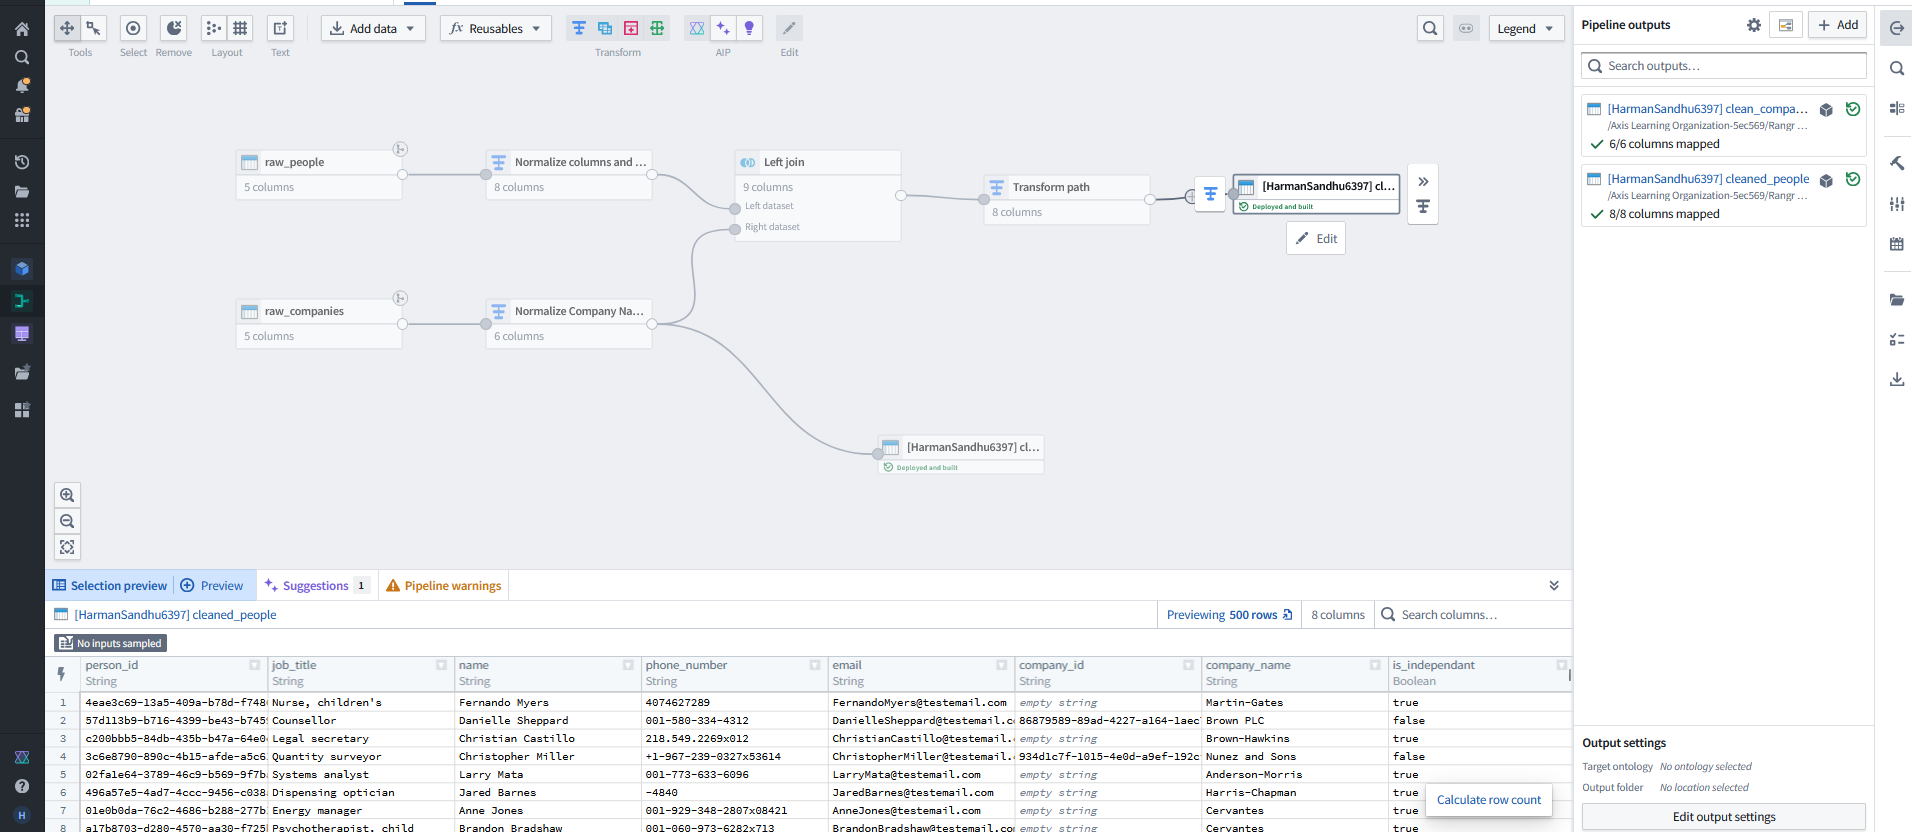 Tools
Select
Remove
Layout
Text
Add data
fx Reusables
Transform
AIP
Edit
Legend
raw_people
5 columns
Normalize columns and ...
8 columns
Left join
9 columns
Left dataset
Right dataset
Transform path
8 columns
[HarmanSandhu6397] cl...
Deployed and built
Edit
raw_companies
5 columns
Normalize Company Na...
6 columns
[HarmanSandhu6397] cl...
Deployed and built
Pipeline outputs
Add
Search outputs...
[HarmanSandhu6397] clean_compa...
/Axis Learning Organization-5ec569/Rangr ...
6/6 columns mapped
[HarmanSandhu6397] cleaned_people
/Axis Learning Organization-5ec569/Rangr ...
8/8 columns mapped
Output settings
Target ontology No ontology selected
Output folder No location selected
Edit output settings
Selection preview
Preview
Suggestions 1
Pipeline warnings
[HarmanSandhu6397] cleaned_people
Previewing 500 rows
8 columns
Search columns...
No inputs sampled
person_id job_title name phone_number email company_id company_name is_independant
String String String String String String String Boolean
1 4eae3c69-13a5-409a-b78d-f748 Nurse, children's Fernando Myers 4074627289 FernandoMyers@testemail.com empty string Martin-Gates true
2 57d113b9-b716-4399-be43-b745 Counsellor Danielle Sheppard 001-580-334-4312 DanielleSheppard@testemail.c 86879589-89ad-4227-a164-1aec Brown PLC false
3 c200bbb5-84db-435b-b47a-64e0 Legal secretary Christian Castillo 218.549.2269x012 ChristianCastillo@testemail. empty string Brown-Hawkins true
4 3c6e8790-890c-4b15-afde-a5c6 Quantity surveyor Christopher Miller +1-967-239-0327x53614 ChristopherMiller@testemail. 934d1c7f-1015-4e0d-a9ef-192c Nunez and Sons false
5 02fa1e64-3789-46c9-b569-9f7b Systems analyst Larry Mata 001-773-633-6096 LarryMata@testemail.com empty string Anderson-Morris true
6 496a57e5-4ad7-4ccc-9456-c038 Dispensing optician Jared Barnes -4840 JaredBarnes@testemail.com empty string Harris-Chapman true
7 01e0b0da-76c2-4686-b288-277b Energy manager Anne Jones 001-929-348-2807x08421 AnneJones@testemail.com empty string Cervantes true
8 a17b8703-d280-4570-aa30-f725 Psychotherapist, child Brandon Bradshaw 001-060-973-6282x713 BrandonBradshaw@testemail.co empty string Cervantes true
Calculate row count
H